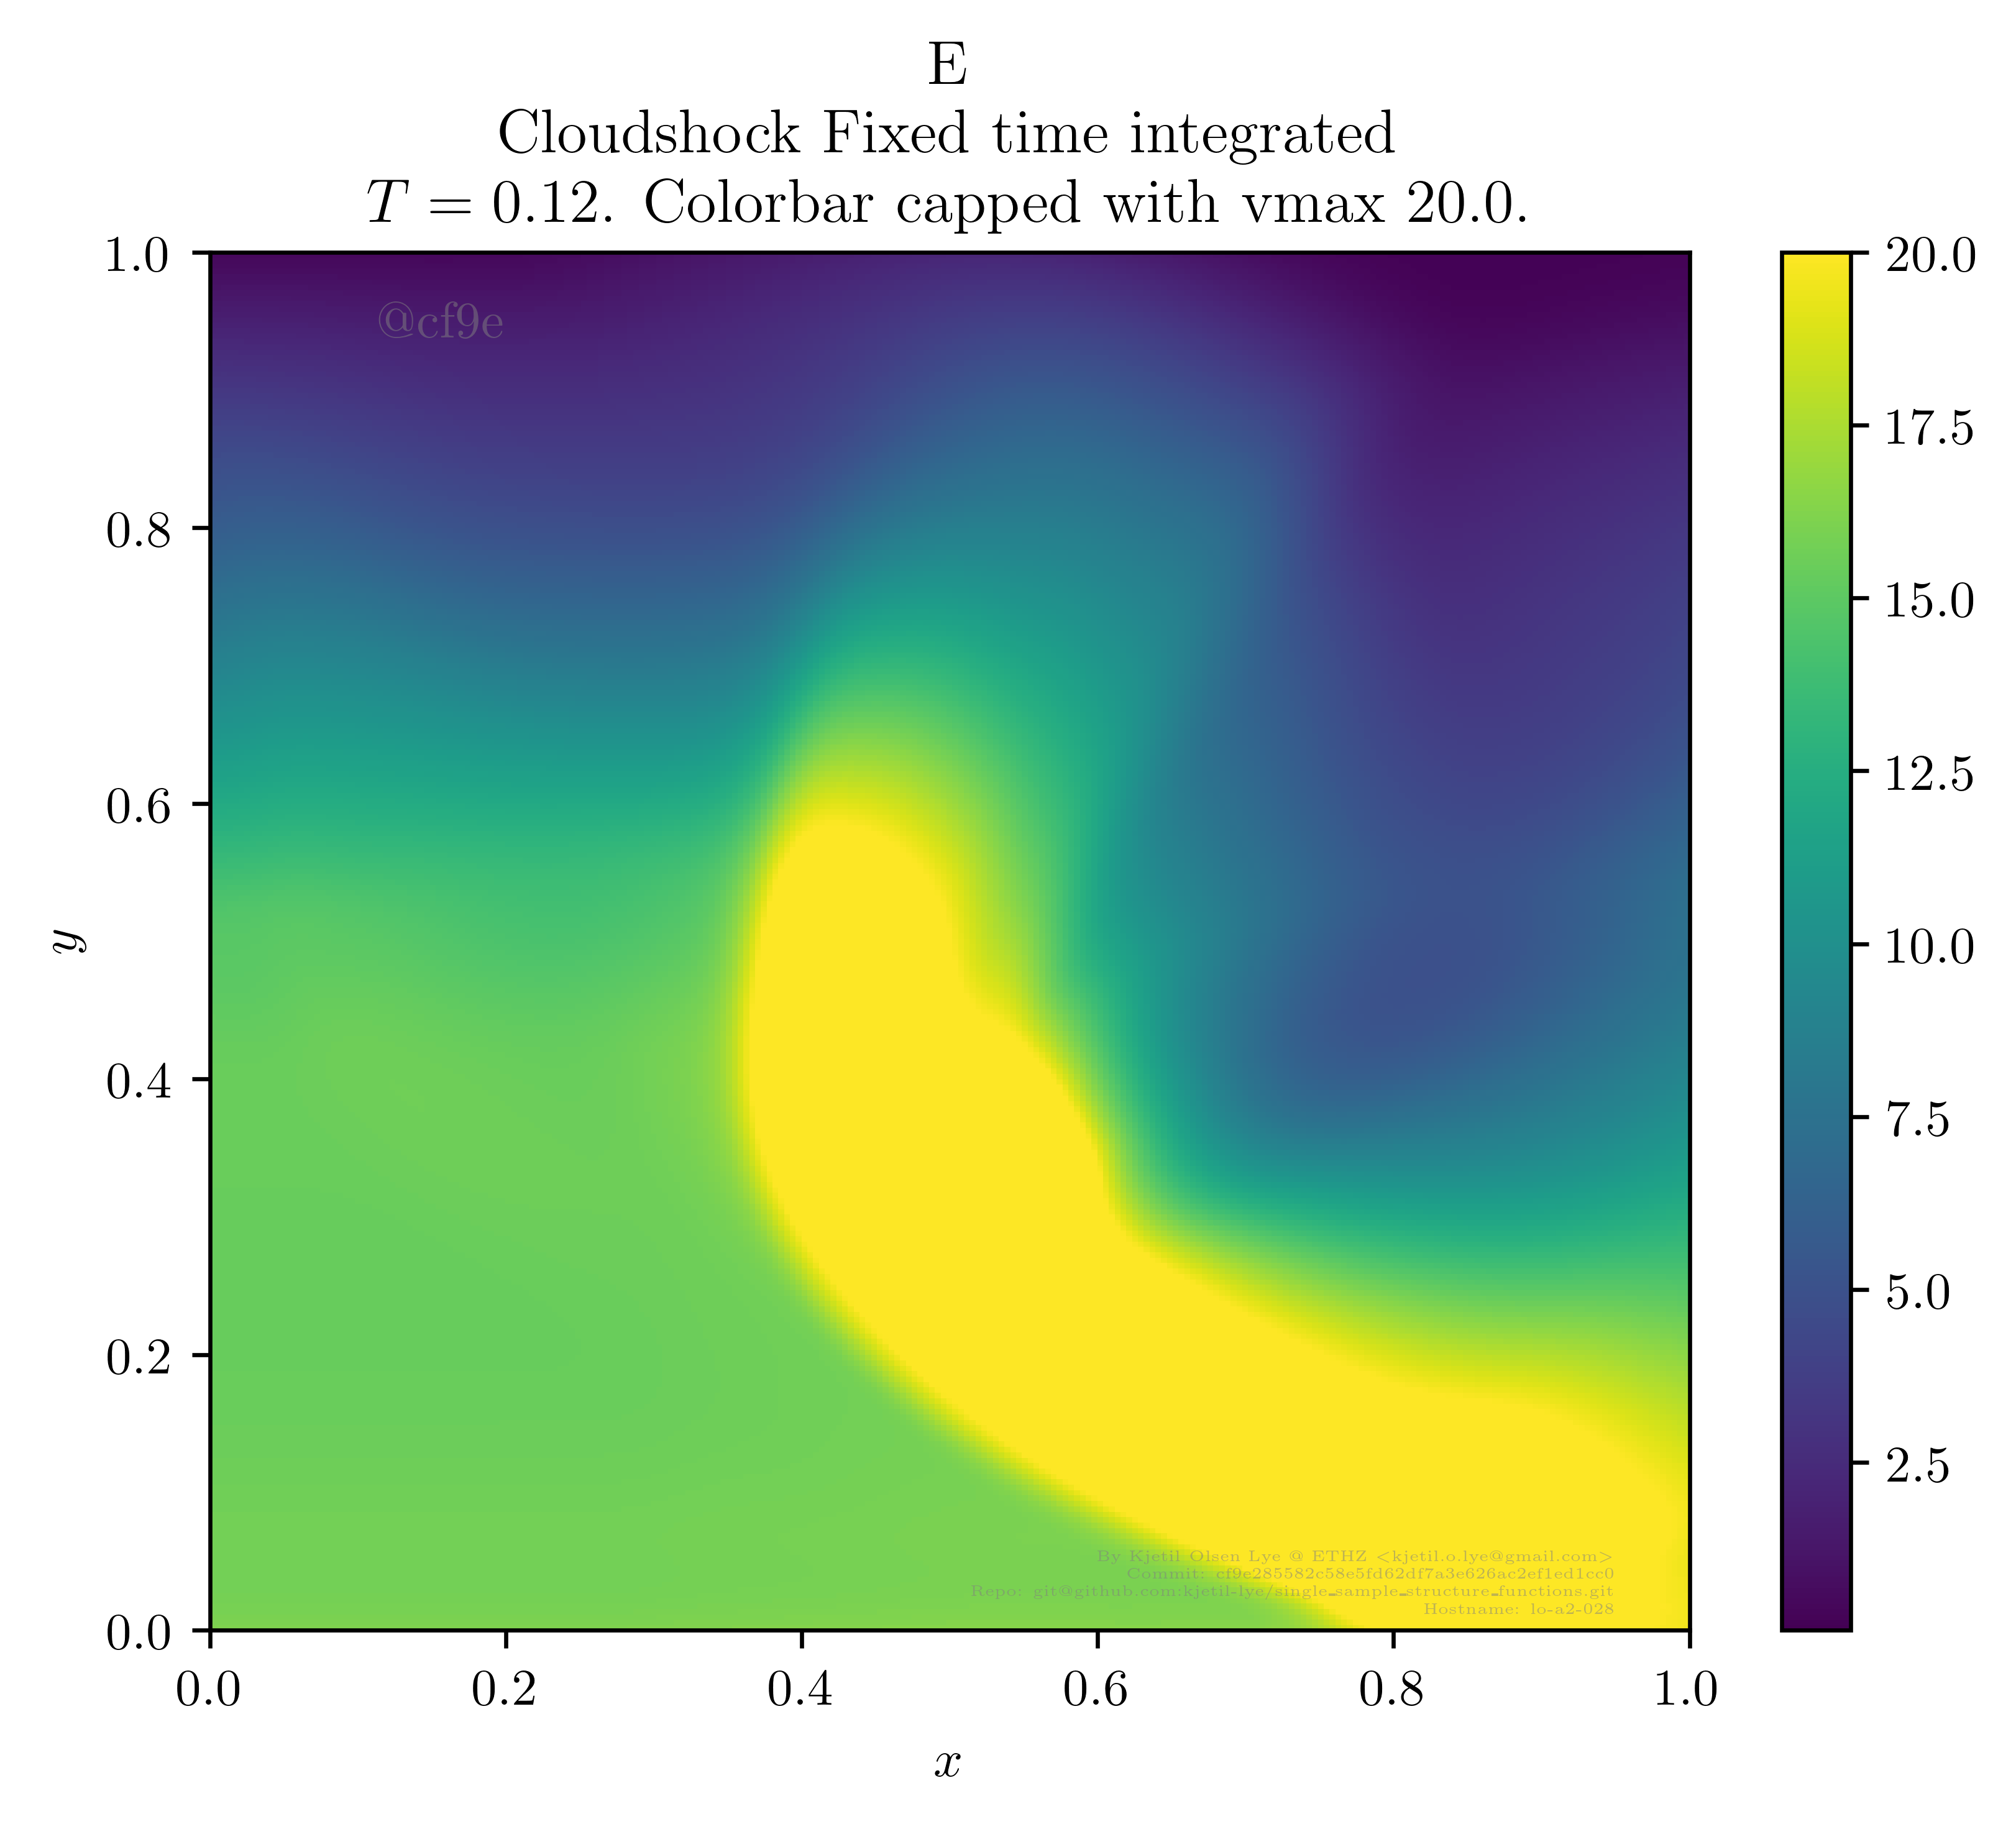 E
Cloudshock Fixed time integrated
T = 0.12. Colorbar capped with vmax 20.0.
@cf9e
1.0
0.8
0.6
0.4
0.2
0.0
y
0.0 0.2 0.4 0.6 0.8 1.0
x
20.0
17.5
15.0
12.5
10.0
7.5
5.0
2.5
By Kjetil Olsen Lye @ ETHZ <kjetil.o.lye@gmail.com>
Commit: cf9e285582c58e5fd62df7a3e626ac2ef1ed1cc0
Repo: git@github.com:kjetil-lye/single_sample_structure_functions.git
Hostname: lo-a2-028